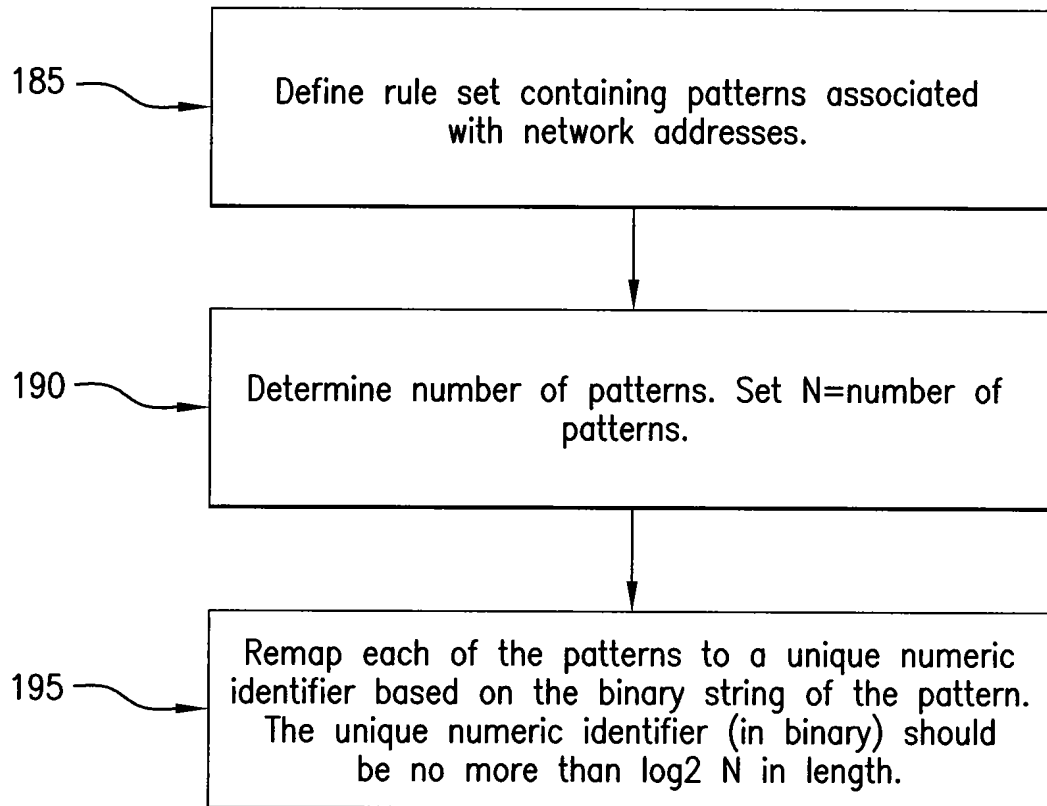 185
Define rule set containing patterns associated
with network addresses.
190
Determine number of patterns. Set N=number of
patterns.
195
Remap each of the patterns to a unique numeric
identifier based on the binary string of the pattern.
The unique numeric identifier (in binary) should
be no more than log2 N in length.